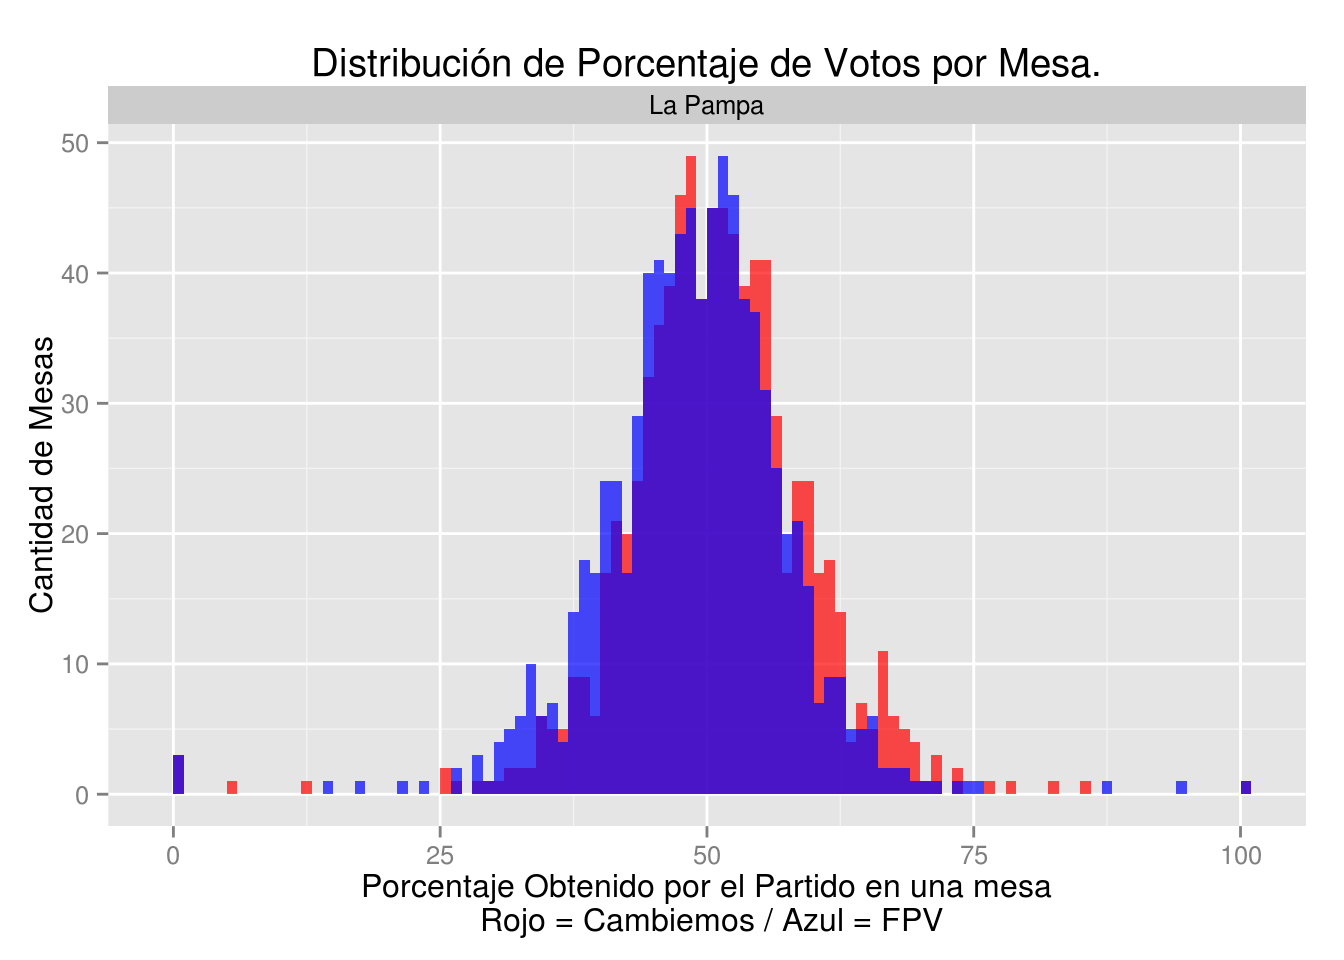 Distribución de Porcentaje de Votos por Mesa.
La Pampa
50
40
30
20
10
0
Cantidad de Mesas
0 25 50 75 100
Porcentaje Obtenido por el Partido en una mesa
Rojo = Cambiemos / Azul = FPV